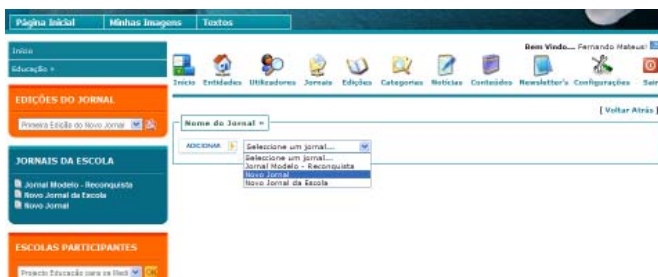 Página Inicial
Minhas Imagens
Textos
Início
Educação »
Bem Vindo... Fernando Mateus!
Início
Entidades
Utilizadores
Jornais
Edições
Categorias
Notícias
Conteúdos
Newsletter's
Configurações
Sair
EDIÇÕES DO JORNAL
Primeira Edição do Novo Jornal
[ Voltar Atrás ]
Nome do Jornal »
ADICIONAR
Seleccione um jornal...
Seleccione um jornal...
Jornal Modelo - Reconquista
Novo Jornal
Novo Jornal da Escola
JORNAIS DA ESCOLA
Jornal Modelo - Reconquista
Novo Jornal da Escola
Novo Jornal
ESCOLAS PARTICIPANTES
Projecto Educação para os Medi
OK